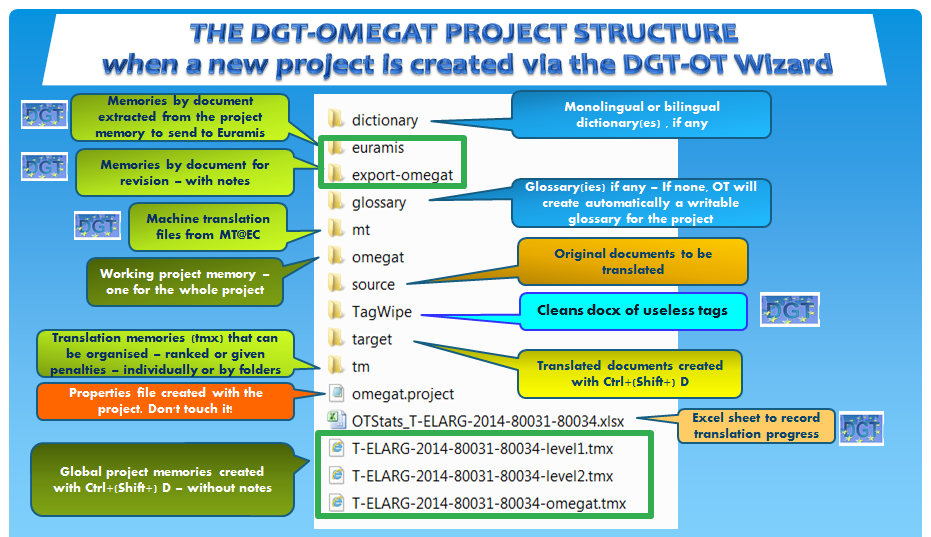 THE DGT-OMEGAT PROJECT STRUCTURE
when a new project is created via the DGT-OT Wizard
DGT
Memories by document
extracted from the project
memory to send to Euramis
dictionary
Monolingual or bilingual
dictionary(es) , if any
euramis
DGT
Memories by document for
revision – with notes
export-omegat
glossary
Glossary(ies) if any – If none, OT will
create automatically a writable
glossary for the project
DGT
Machine translation
files from MT@EC
mt
omegat
Working project memory –
one for the whole project
source
Original documents to be
translated
TagWipe
Cleans docx of useless tags
DGT
Translation memories (tmx) that can
be organised – ranked or given
penalties – individually or by folders
target
tm
Translated documents created
with Ctrl+(Shift+) D
Properties file created with the
project. Don't touch it!
omegat.project
OTStats_T-ELARG-2014-80031-80034.xlsx
Excel sheet to record
translation progress
DGT
Global project memories created
with Ctrl+(Shift+) D – without notes
T-ELARG-2014-80031-80034-level1.tmx
T-ELARG-2014-80031-80034-level2.tmx
T-ELARG-2014-80031-80034-omegat.tmx